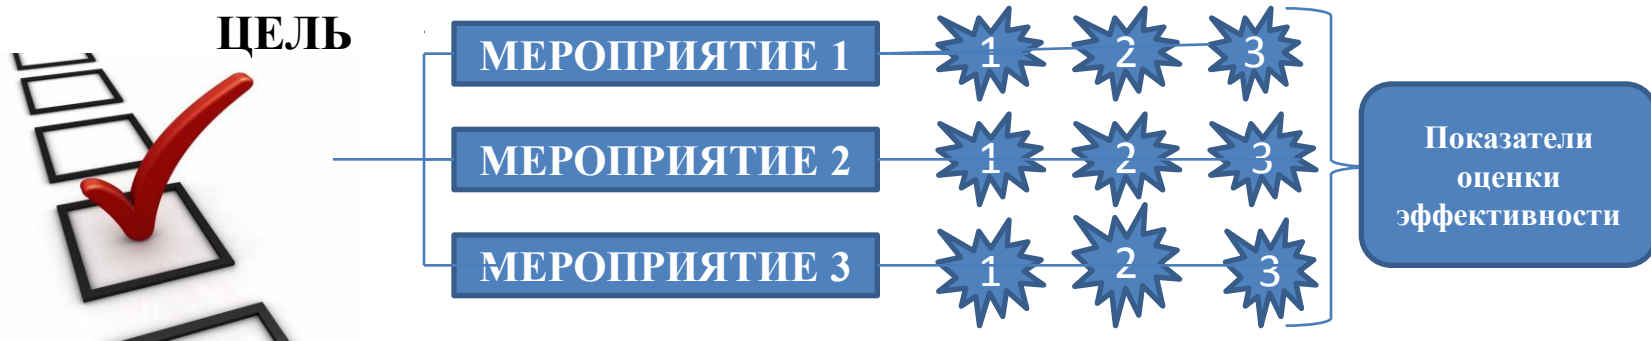 ЦЕЛЬ
МЕРОПРИЯТИЕ 1
1 2 3
МЕРОПРИЯТИЕ 2
1 2 3
МЕРОПРИЯТИЕ 3
1 2 3
Показатели
оценки
эффективности